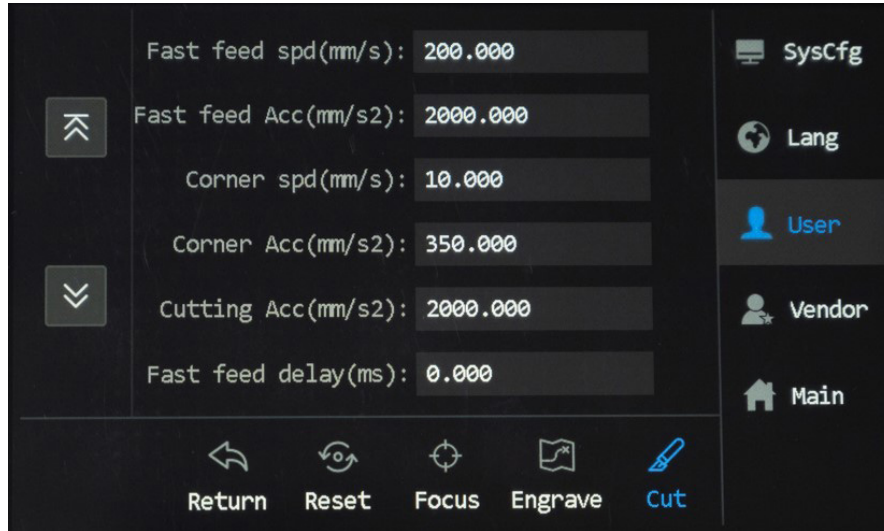 Fast feed spd(mm/s): 200.000
Fast feed Acc(mm/s2): 2000.000
Corner spd(mm/s): 10.000
Corner Acc(mm/s2): 350.000
Cutting Acc(mm/s2): 2000.000
Fast feed delay(ms): 0.000
SysCfg
Lang
User
Vendor
Main
Return
Reset
Focus
Engrave
Cut